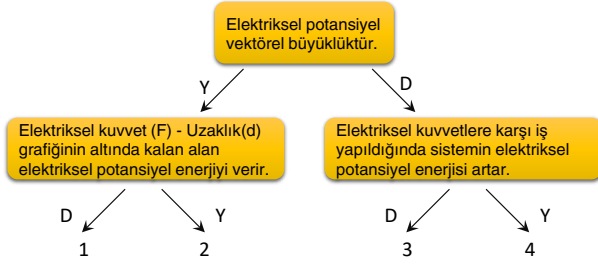 Elektriksel potansiyel
vektörel büyüklüktür.
Y
D
Elektriksel kuvvet (F) - Uzaklık(d)
grafiğinin altında kalan alan
elektriksel potansiyel enerjiyi verir.
Elektriksel kuvvetlere karşı iş
yapıldığında sistemin elektriksel
potansiyel enerjisi artar.
D
Y
D
Y
1
2
3
4